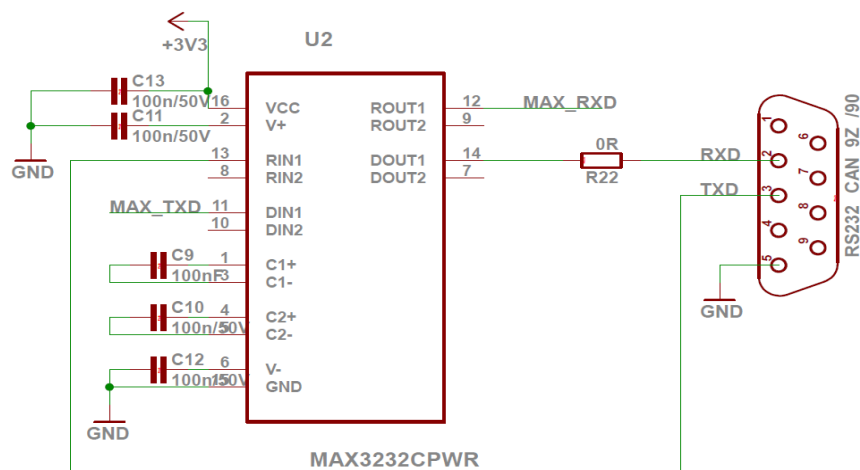 U2
+3V3
C13
100n/50V
C11
100n/50V
GND
16
2
13
8
11
10
1
3
4
5
6
15
VCC
V+
RIN1
RIN2
DIN1
DIN2
C1+
C1-
C2+
C2-
V-
GND
ROUT1
ROUT2
DOUT1
DOUT2
12
9
14
7
MAX_RXD
MAX_TXD
C9
100nF
C10
100n/50V
C12
100n/50V
GND
0R
R22
RXD
TXD
GND
1
2
3
4
5
6
7
8
9
RS232 CAN 9Z /90
MAX3232CPWR